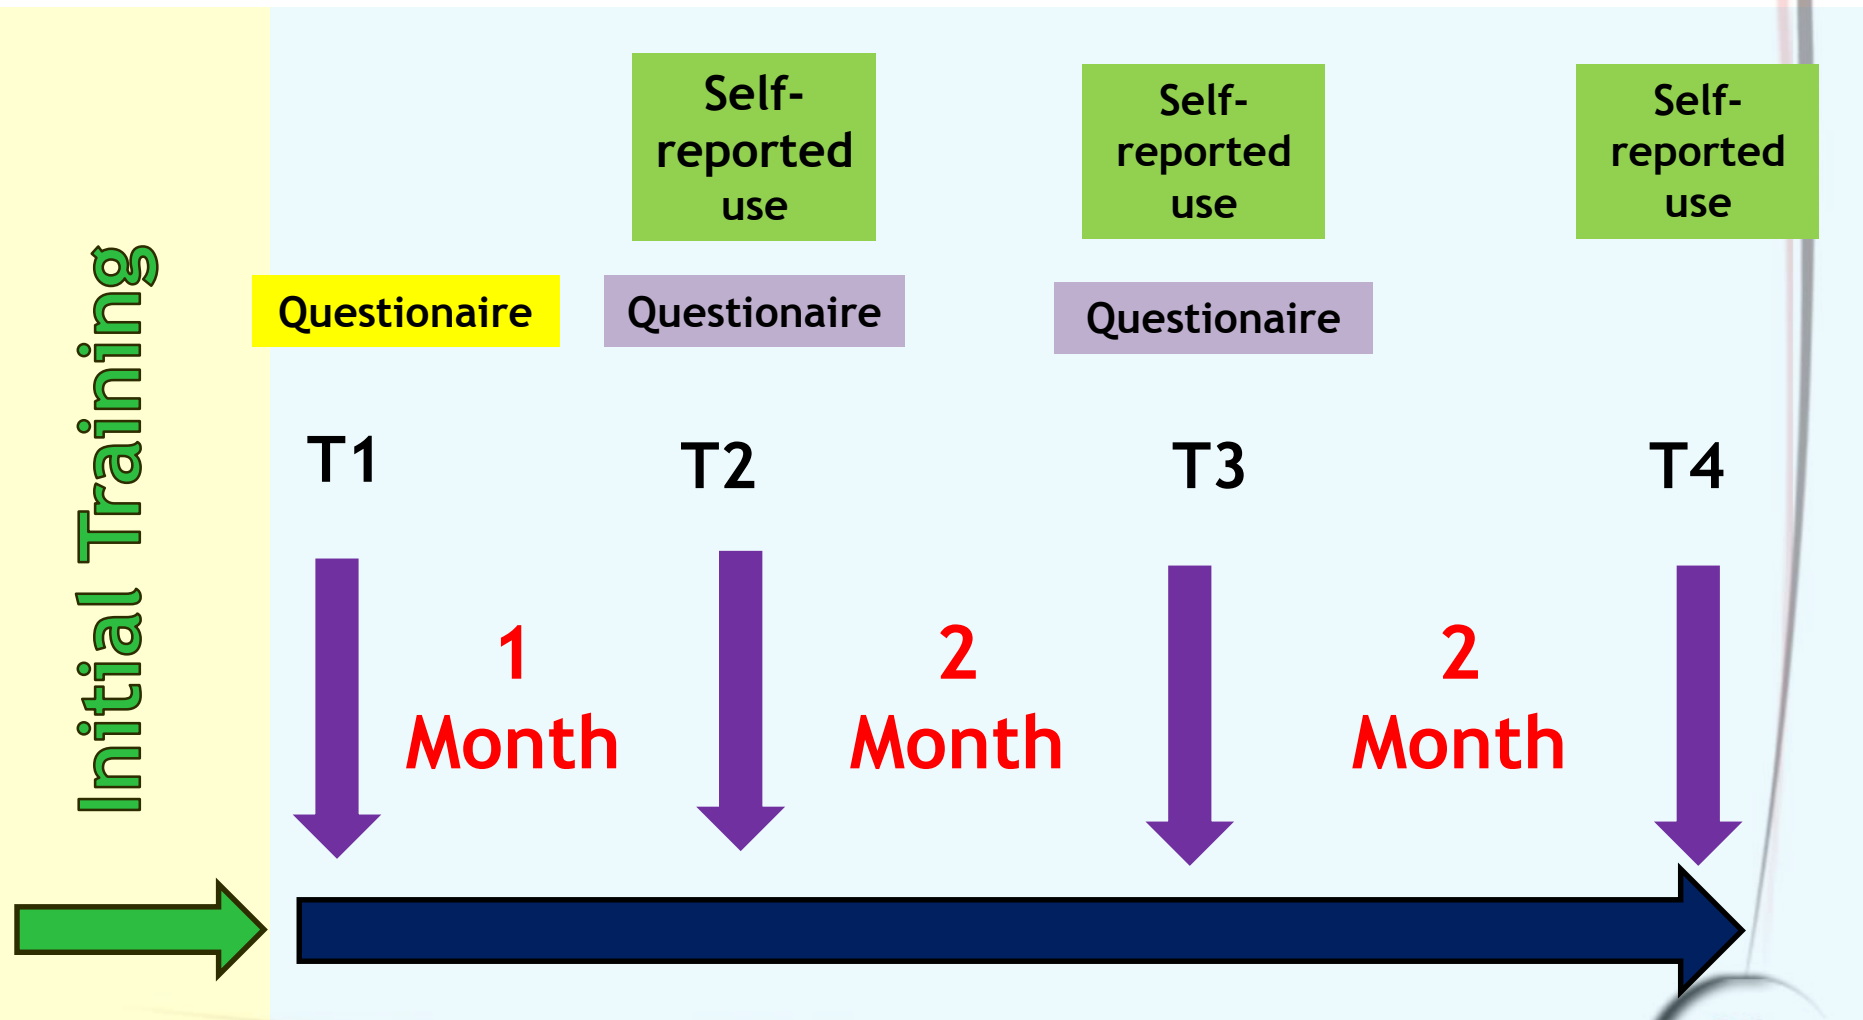 Initial Training
Self-
reported
use
Self-
reported
use
Self-
reported
use
Questionaire
Questionaire
Questionaire
T1
T2
T3
T4
1
Month
2
Month
2
Month